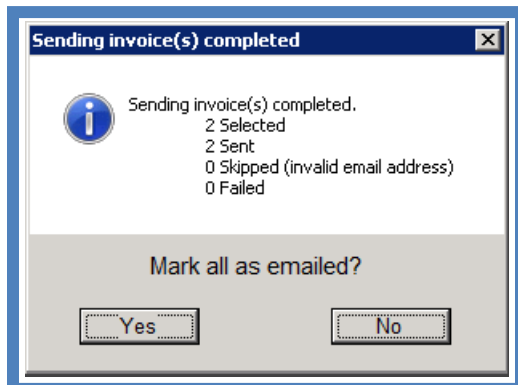 Sending invoice(s) completed
Sending invoice(s) completed.
2 Selected
2 Sent
0 Skipped (invalid email address)
0 Failed
Mark all as emailed?
Yes
No